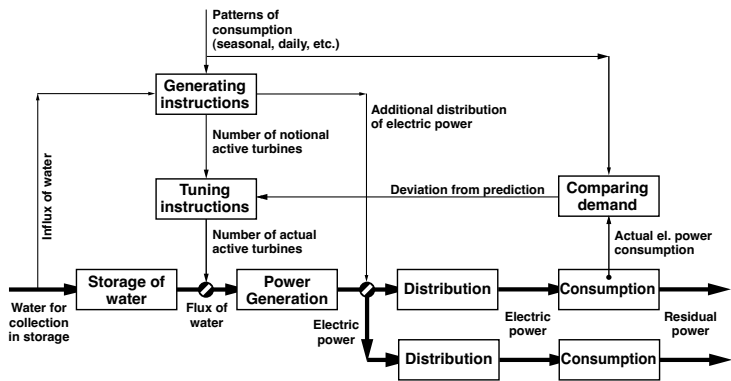 Patterns of
consumption
(seasonal, daily, etc.)
Generating
instructions
Additional distribution
of electric power
Number of notional
active turbines
Influx of water
Tuning
instructions
Deviation from prediction
Comparing
demand
Number of actual
active turbines
Actual el. power
consumption
Storage of
water
Power
Generation
Distribution
Consumption
Water for
collection
in storage
Flux of
water
Electric
power
Electric
power
Residual
power
Distribution
Consumption